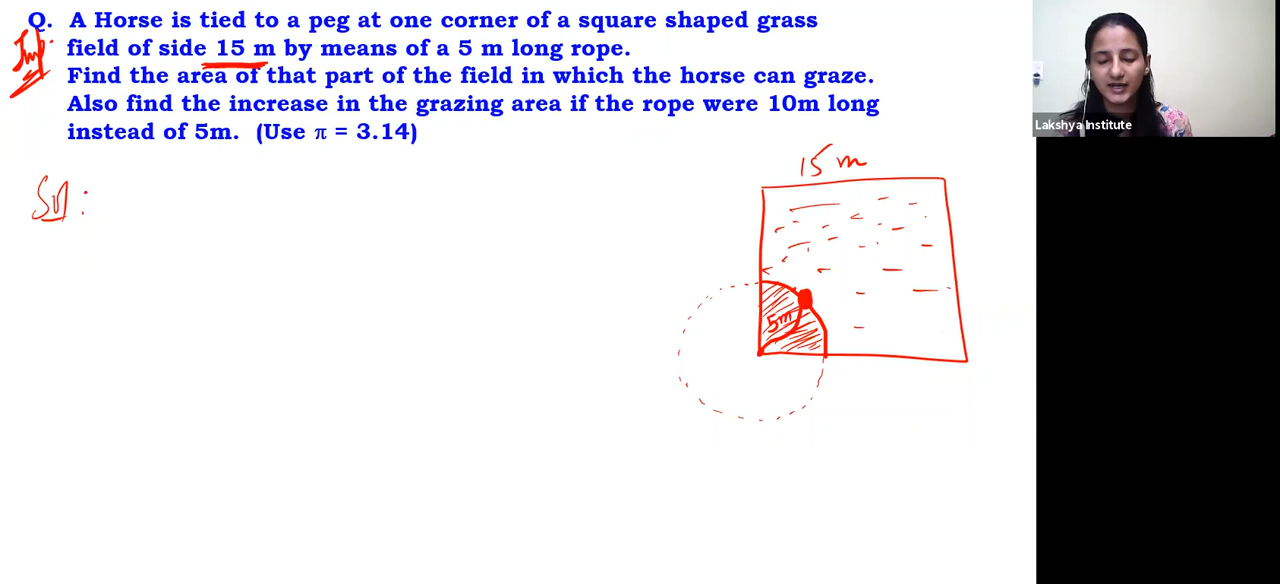 Q. A Horse is tied to a peg at one corner of a square shaped grass
Imp. field of side 15 m by means of a 5 m long rope.
Find the area of that part of the field in which the horse can graze.
Also find the increase in the grazing area if the rope were 10m long
instead of 5m. (Use π = 3.14)
Lakshya Institute
15 m
Sol :
5m